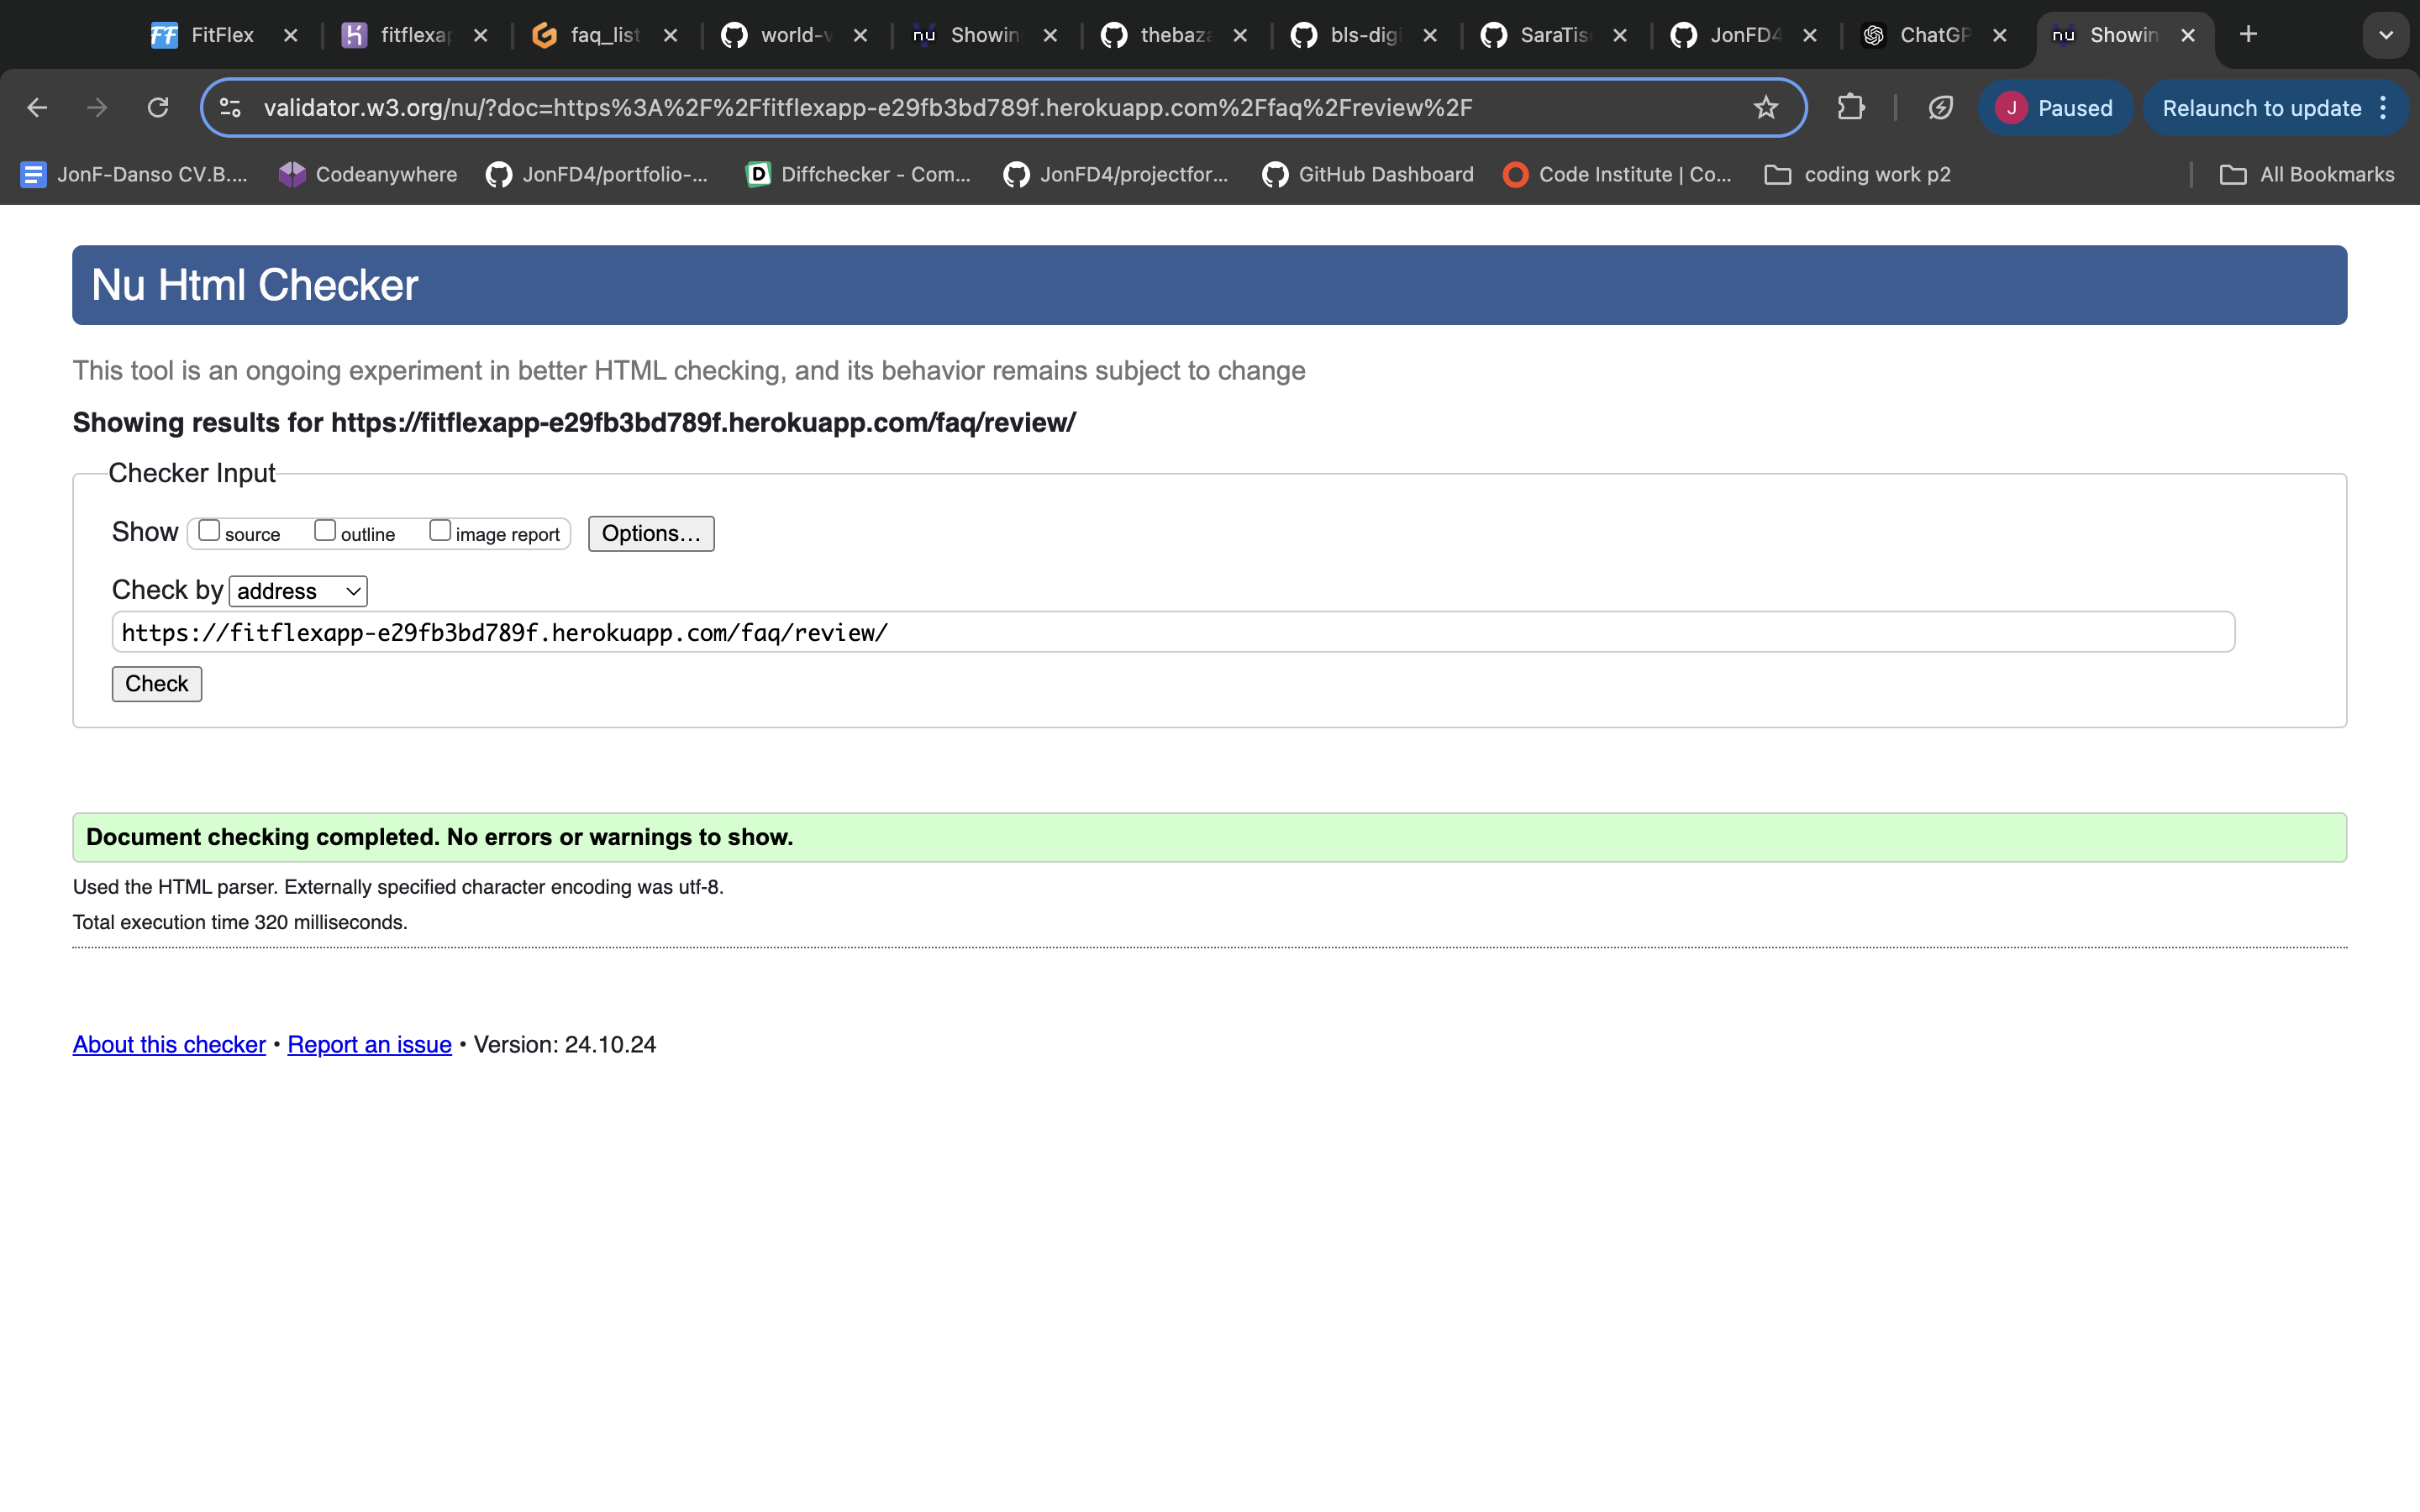 FitFlex
fitflexap
faq_list
world-v
nu Showin
thebaza
bls-digi
SaraTis
JonFD4
ChatGP
nu Showin
validator.w3.org/nu/?doc=https%3A%2F%2Ffitflexapp-e29fb3bd789f.herokuapp.com%2Ffaq%2Freview%2F
J Paused
Relaunch to update
JonF-Danso CV.B....
Codeanywhere
JonFD4/portfolio-...
Diffchecker - Com...
JonFD4/projectfor...
GitHub Dashboard
Code Institute | Co...
coding work p2
All Bookmarks
Nu Html Checker
This tool is an ongoing experiment in better HTML checking, and its behavior remains subject to change
Showing results for https://fitflexapp-e29fb3bd789f.herokuapp.com/faq/review/
Checker Input
Show source outline image report Options...
Check by address
https://fitflexapp-e29fb3bd789f.herokuapp.com/faq/review/
Check
Document checking completed. No errors or warnings to show.
Used the HTML parser. Externally specified character encoding was utf-8.
Total execution time 320 milliseconds.
About this checker • Report an issue • Version: 24.10.24